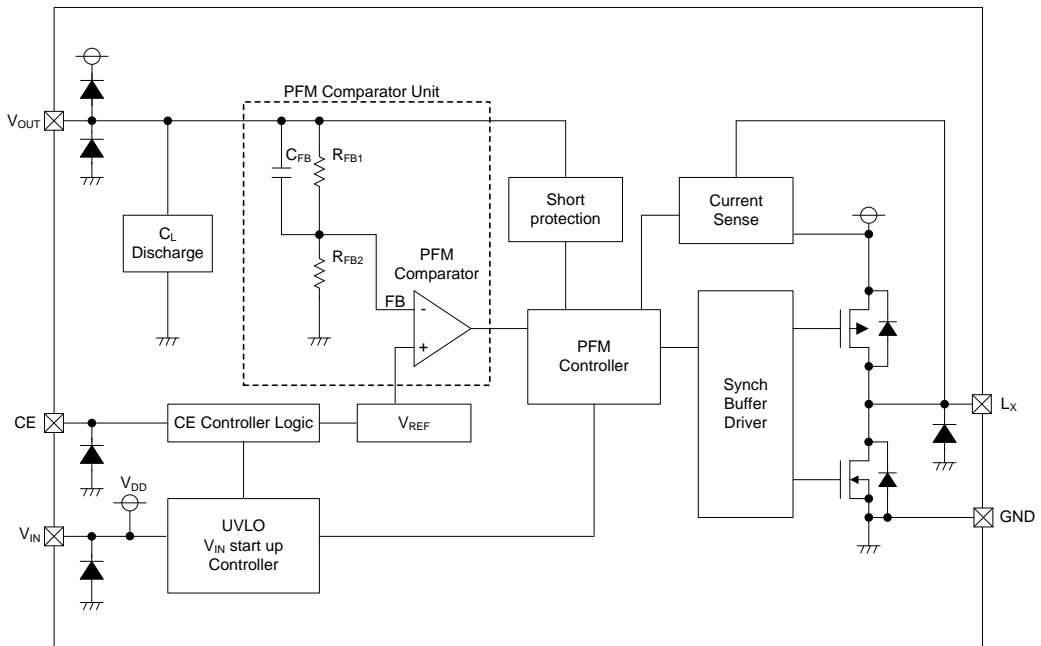 PFM Comparator Unit
VOUT
CFB
RFB1
Short
protection
Current
Sense
CL
Discharge
RFB2
PFM
Comparator
FB
-
+
PFM
Controller
Synch
Buffer
Driver
CE
CE Controller Logic
VREF
LX
VDD
VIN
UVLO
VIN start up
Controller
GND